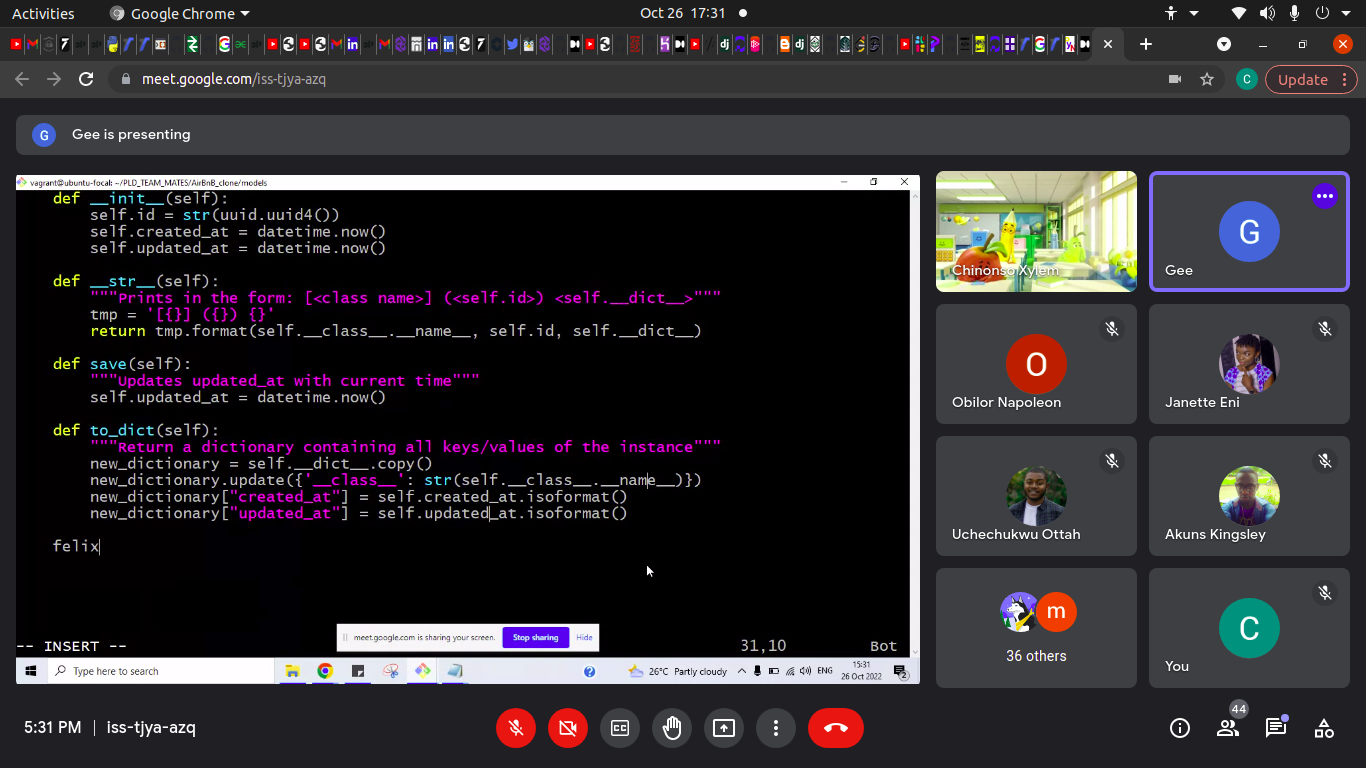 Activities
Google Chrome
Oct 26 17:31
meet.google.com/iss-tjya-azq
C
Update
G
Gee is presenting
vagrant@ubuntu-focal: ~/PLD_TEAM_MATES/AirBnB_clone/models
def __init__(self):
self.id = str(uuid.uuid4())
self.created_at = datetime.now()
self.updated_at = datetime.now()
def __str__(self):
"""Prints in the form: [<class name>] (<self.id>) <self.__dict__>"""
tmp = '[{}] ({}) {}'
return tmp.format(self.__class__.__name__, self.id, self.__dict__)
def save(self):
"""Updates updated_at with current time"""
self.updated_at = datetime.now()
def to_dict(self):
"""Return a dictionary containing all keys/values of the instance"""
new_dictionary = self.__dict__.copy()
new_dictionary.update({'__class__': str(self.__class__.__name__)})
new_dictionary["created_at"] = self.created_at.isoformat()
new_dictionary["updated_at"] = self.updated_at.isoformat()
felix
meet.google.com is sharing your screen.
Stop sharing
Hide
-- INSERT --
31,10
Bot
Type here to search
26°C Partly cloudy
ENG
15:31
26 Oct 2022
2
Chinonso Xylem
G
Gee
O
Obilor Napoleon
Janette Eni
Uchechukwu Ottah
Akuns Kingsley
m
36 others
C
You
5:31 PM | iss-tjya-azq
44